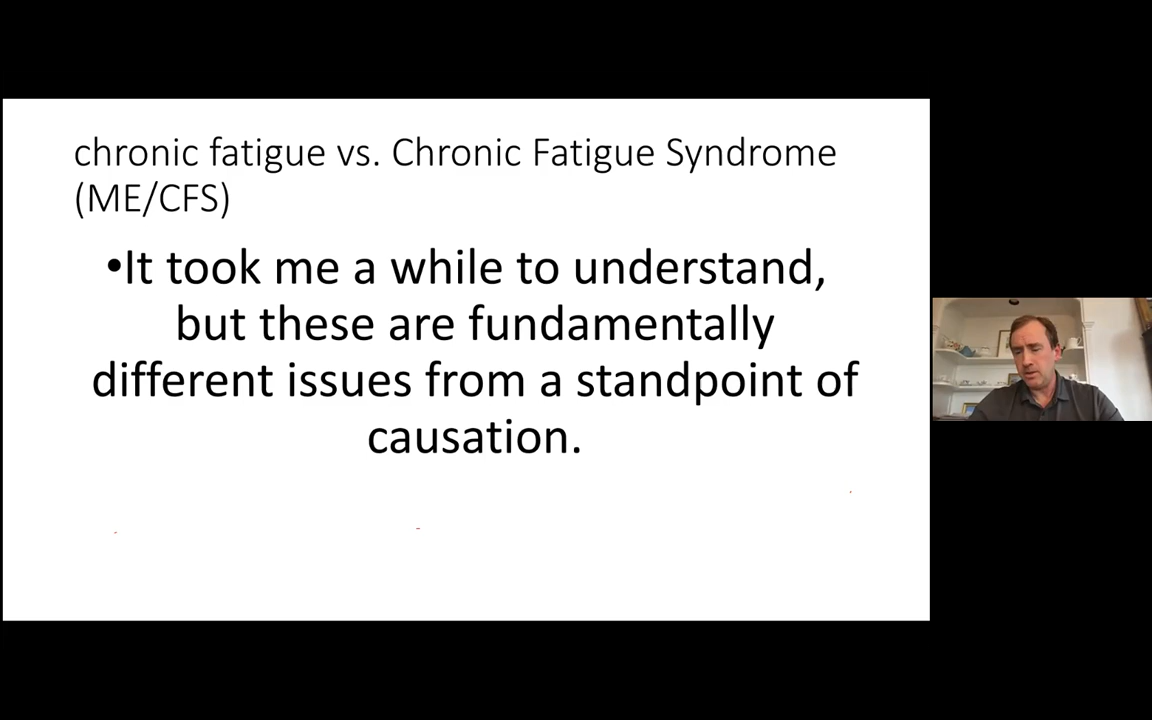 chronic fatigue vs. Chronic Fatigue Syndrome
(ME/CFS)
•It took me a while to understand,
but these are fundamentally
different issues from a standpoint of
causation.